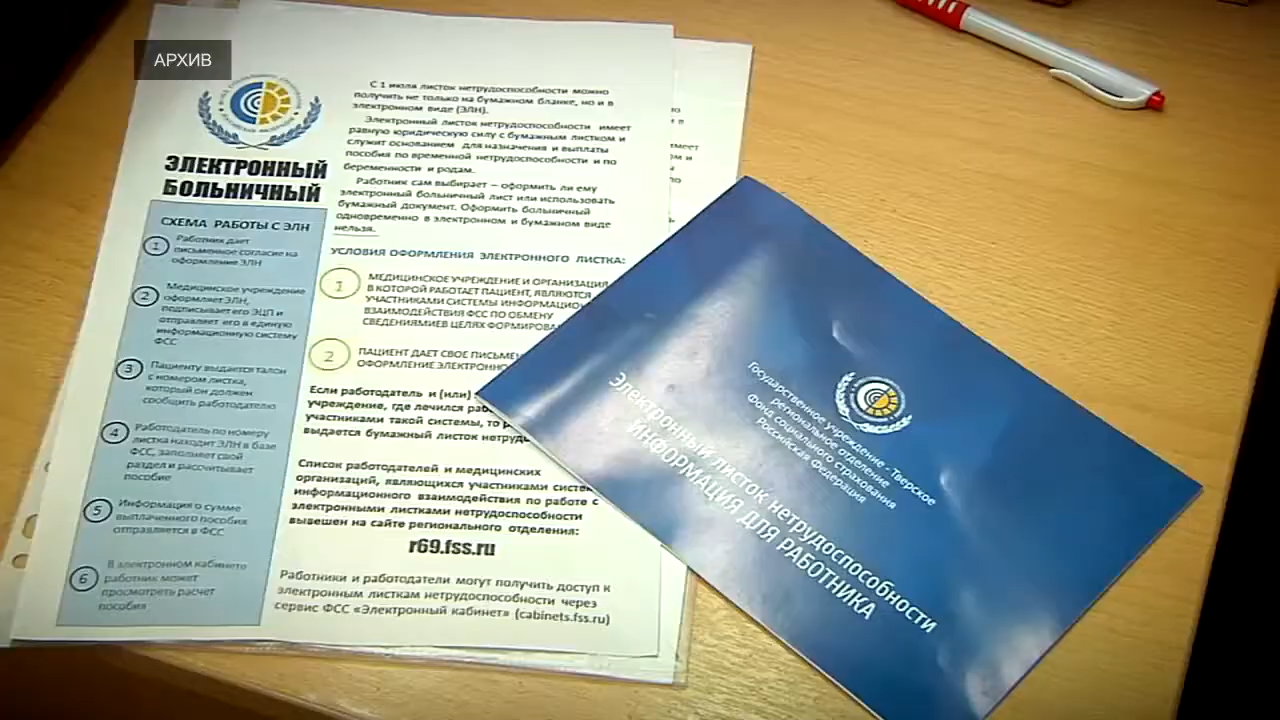 АРХИВ
ЭЛЕКТРОННЫЙ
БОЛЬНИЧНЫЙ
СХЕМА РАБОТЫ С ЭЛН
1 Работник дает
письменное согласие на
оформление ЭЛН
2 Медицинское учреждение
оформляет ЭЛН,
подписывает его ЭЦП и
отправляет его в единую
информационную систему
ФСС
3 Пациенту выдается талон
с номером листка,
который он должен
сообщить работодателю
4 Работодатель по номеру
листка находит ЭЛН в базе
ФСС, заполняет свой
раздел и рассчитывает
пособие
5 Информация о сумме
выплаченного пособия
отправляется в ФСС
6 В электронном кабинете
работник может
просмотреть расчет
пособия
С 1 июля листок нетрудоспособности можно
получить не только на бумажном бланке, но и в
электронном виде (ЭЛН).
Электронный листок нетрудоспособности имеет
равную юридическую силу с бумажным листком и
служит основанием для назначения и выплаты
пособия по временной нетрудоспособности и по
беременности и родам.
Работник сам выбирает – оформить ли ему
электронный больничный лист или использовать
бумажный документ. Оформить больничный
одновременно в электронном и бумажном виде
нельзя.
УСЛОВИЯ ОФОРМЛЕНИЯ ЭЛЕКТРОННОГО ЛИСТКА:
1 МЕДИЦИНСКОЕ УЧРЕЖДЕНИЕ И ОРГАНИЗАЦИЯ
В КОТОРОЙ РАБОТАЕТ ПАЦИЕНТ, ЯВЛЯЮТСЯ
УЧАСТНИКАМИ СИСТЕМЫ ИНФОРМАЦИО
ВЗАИМОДЕЙСТВИЯ ФСС ПО ОБМЕНУ
СВЕДЕНИЯМИ В ЦЕЛЯХ ФОРМИРОВА
2 ПАЦИЕНТ ДАЕТ СВОЕ ПИСЬМЕН
ОФОРМЛЕНИЕ ЭЛЕКТРОННО
Если работодатель и (или)
учреждение, где лечился раб
участниками такой системы, то
выдается бумажный листок нетруд
Список работодателей и медицинских
организаций, являющихся участниками систем
информационного взаимодействия по работе с
электронными листками нетрудоспособности
вывешен на сайте регионального отделения:
r69.fss.ru
Работники и работодатели могут получить доступ к
электронным листкам нетрудоспособности через
сервис ФСС «Электронный кабинет» (cabinets.fss.ru)
Государственное учреждение - Тверское
региональное отделение
Фонда социального страхования
Российская Федерация
Электронный листок нетрудоспособности
ИНФОРМАЦИЯ ДЛЯ РАБОТНИКА